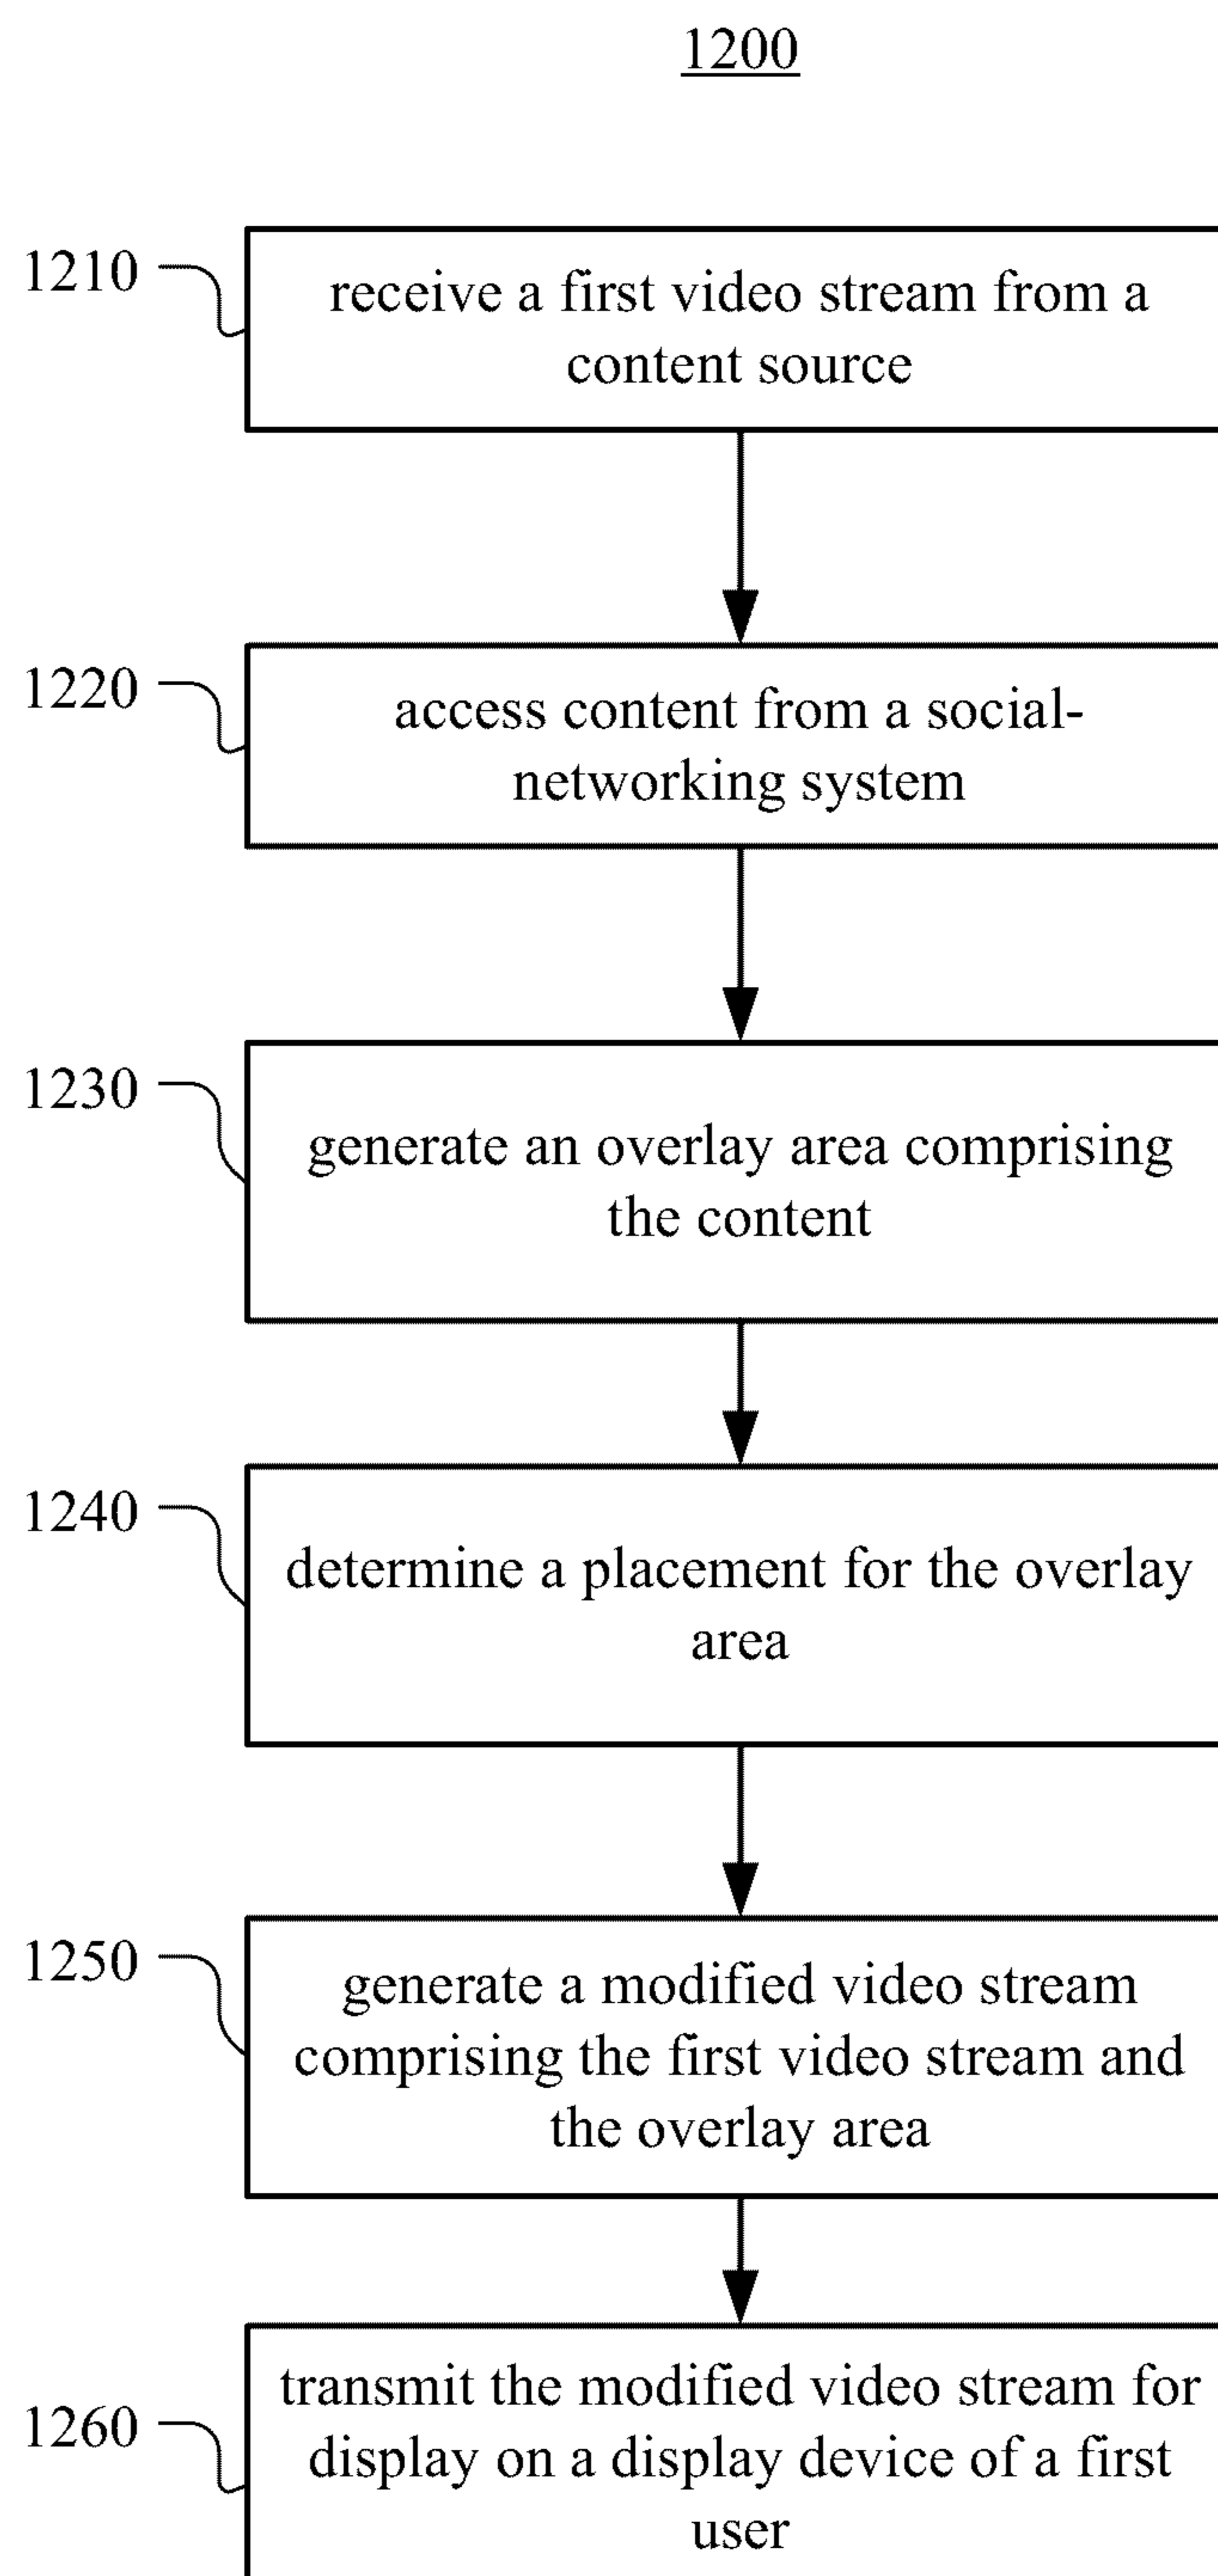 1200
1210
receive a first video stream from a
content source
1220
access content from a social-
networking system
1230
generate an overlay area comprising
the content
1240
determine a placement for the overlay
area
1250
generate a modified video stream
comprising the first video stream and
the overlay area
1260
transmit the modified video stream for
display on a display device of a first
user